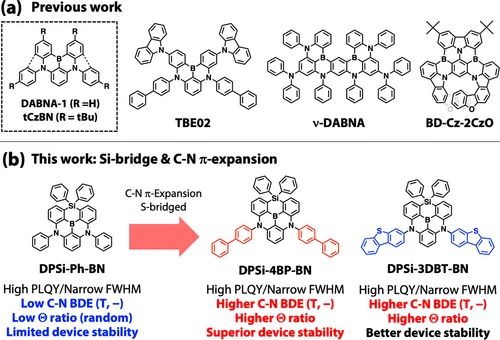 (a) Previous work
R R
N B N
R R
DABNA-1 (R =H)
tCzBN (R = tBu)
N B N
N N
TBE02
N N
B B
N N N N
ν-DABNA
B
N N
N O
BD-Cz-2CzO
(b) This work: Si-bridge & C-N π-expansion
Si
B
N N
DPSi-Ph-BN
High PLQY/Narrow FWHM
Low C-N BDE (T, –)
Low Θ ratio (random)
Limited device stability
C-N π-Expansion
S-bridged
Si
B
N N
DPSi-4BP-BN
High PLQY/Narrow FWHM
Higher C-N BDE (T, –)
Higher Θ ratio
Superior device stability
Si
B
S N N S
DPSi-3DBT-BN
High PLQY/Narrow FWHM
Higher C-N BDE (T, –)
Higher Θ ratio
Better device stability